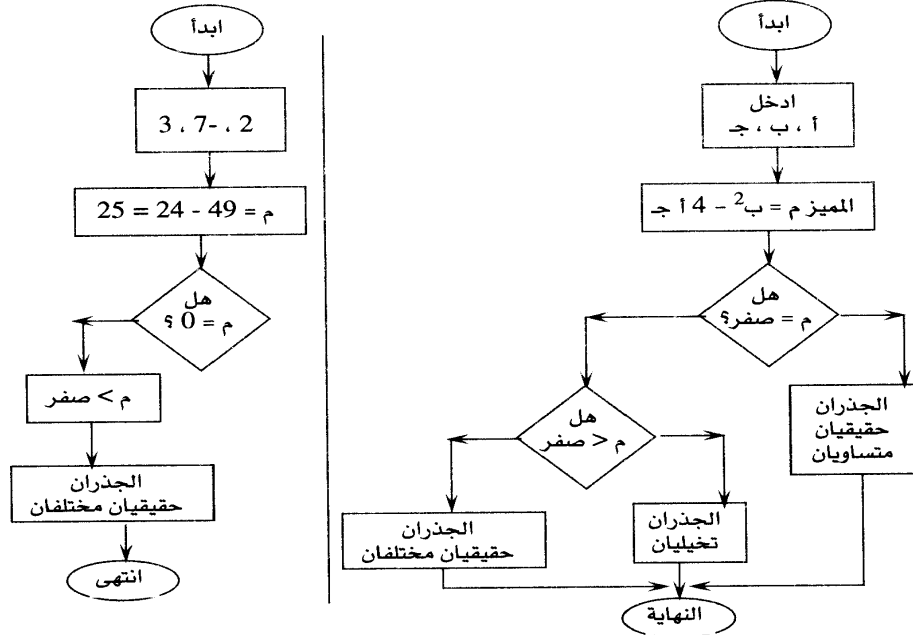 ابدأ
ادخل
أ ، ب ، جـ
المميز م = ب2 – 4 أ جـ
هل
م = صفر؟
الجذران
حقيقيان
متساويان
هل
م < صفر
الجذران
تخيليان
الجذران
حقيقيان مختلفان
النهاية
ابدأ
3 ، 7- ، 2
م = 49 - 24 = 25
هل
م = 0 ؟
م > صفر
الجذران
حقيقيان مختلفان
انتهى